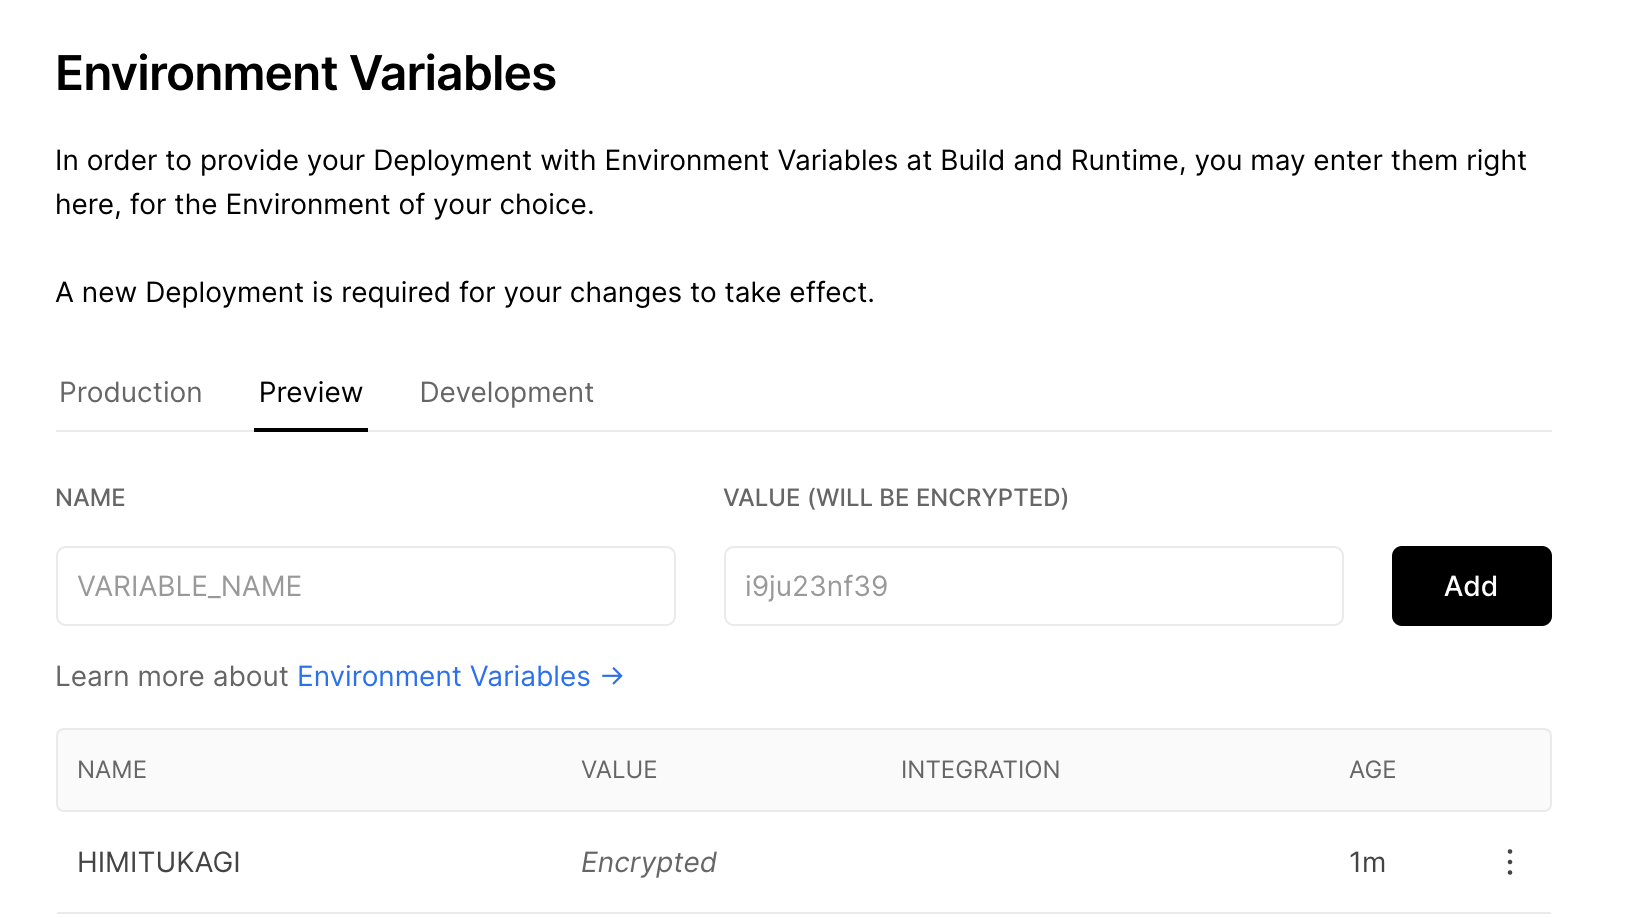 Environment Variables
In order to provide your Deployment with Environment Variables at Build and Runtime, you may enter them right
here, for the Environment of your choice.
A new Deployment is required for your changes to take effect.
Production Preview Development
NAME VALUE (WILL BE ENCRYPTED)
VARIABLE_NAME i9ju23nf39 Add
Learn more about Environment Variables →
NAME VALUE INTEGRATION AGE
HIMITUKAGI Encrypted 1m